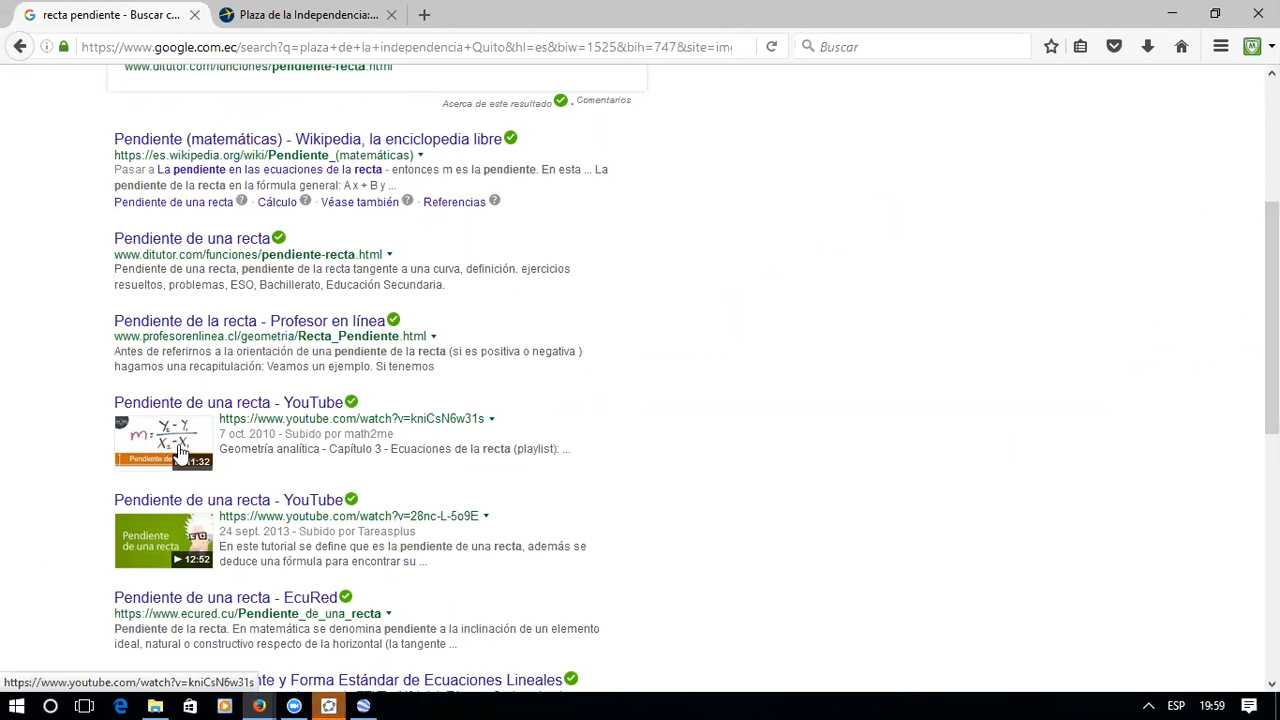 recta pendiente - Buscar c...
Plaza de la Independencia:...
https://www.google.com.ec/search?q=plaza+de+la+independencia+Quito&hl=es&biw=1525&bih=747&site=im
Buscar
www.ditutor.com/funciones/pendiente-recta.html
Acerca de este resultado . Comentarios
Pendiente (matemáticas) - Wikipedia, la enciclopedia libre
https://es.wikipedia.org/wiki/Pendiente_(matemáticas)
Pasar a La pendiente en las ecuaciones de la recta - entonces m es la pendiente. En esta ... La
pendiente de la recta en la fórmula general: A x + B y ...
Pendiente de una recta · Cálculo · Véase también · Referencias
Pendiente de una recta
www.ditutor.com/funciones/pendiente-recta.html
Pendiente de una recta, pendiente de la recta tangente a una curva, definición. ejercicios
resueltos, problemas, ESO, Bachillerato, Educación Secundaria.
Pendiente de la recta - Profesor en línea
www.profesorenlinea.cl/geometria/Recta_Pendiente.html
Antes de referirnos a la orientación de una pendiente de la recta (si es positiva o negativa )
hagamos una recapitulación: Veamos un ejemplo. Si tenemos
Pendiente de una recta - YouTube
https://www.youtube.com/watch?v=kniCsN6w31s
7 oct. 2010 - Subido por math2me
Geometría analítica - Capítulo 3 - Ecuaciones de la recta (playlist): ...
m = Y₂ - Y₁
X₂ - X₁
Pendiente de
1:32
Pendiente de una recta - YouTube
https://www.youtube.com/watch?v=28nc-L-5o9E
24 sept. 2013 - Subido por Tareasplus
En este tutorial se define que es la pendiente de una recta, además se
deduce una fórmula para encontrar su ...
Pendiente
de una recta
12:52
Pendiente de una recta - EcuRed
https://www.ecured.cu/Pendiente_de_una_recta
Pendiente de la recta. En matemática se denomina pendiente a la inclinación de un elemento
ideal, natural o constructivo respecto de la horizontal (la tangente ...
nte y Forma Estándar de Ecuaciones Lineales
https://www.youtube.com/watch?v=kniCsN6w31s
ESP
19:59